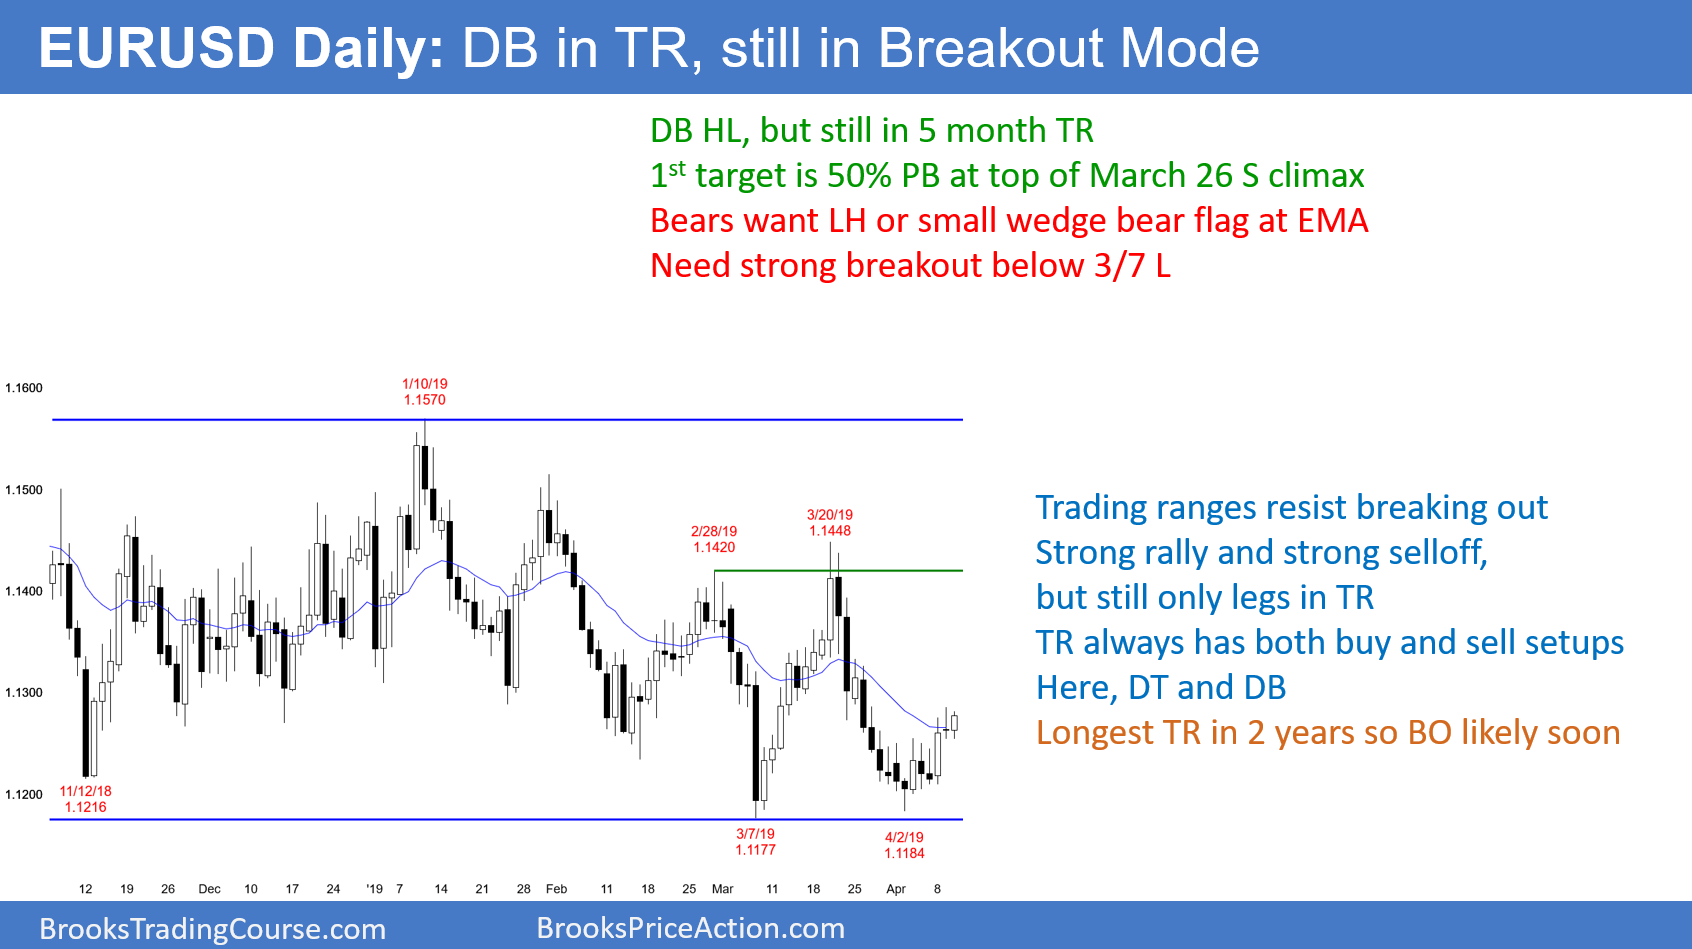 EURUSD Daily: DB in TR, still in Breakout Mode
DB HL, but still in 5 month TR
1st target is 50% PB at top of March 26 S climax
Bears want LH or small wedge bear flag at EMA
Need strong breakout below 3/7 L
1.1600
1.1500
1.1400
1.1300
1.1200
1/10/19
1.1570
2/28/19
1.1420
3/20/19
1.1448
11/12/18
1.1216
3/7/19
1.1177
4/2/19
1.1184
12 19 26 Dec 10 17 24 '19 7 14 21 28 Feb 11 18 25 Mar 11 18 25 Apr 8
Trading ranges resist breaking out
Strong rally and strong selloff,
but still only legs in TR
TR always has both buy and sell setups
Here, DT and DB
Longest TR in 2 years so BO likely soon
BrooksTradingCourse.com
BrooksPriceAction.com